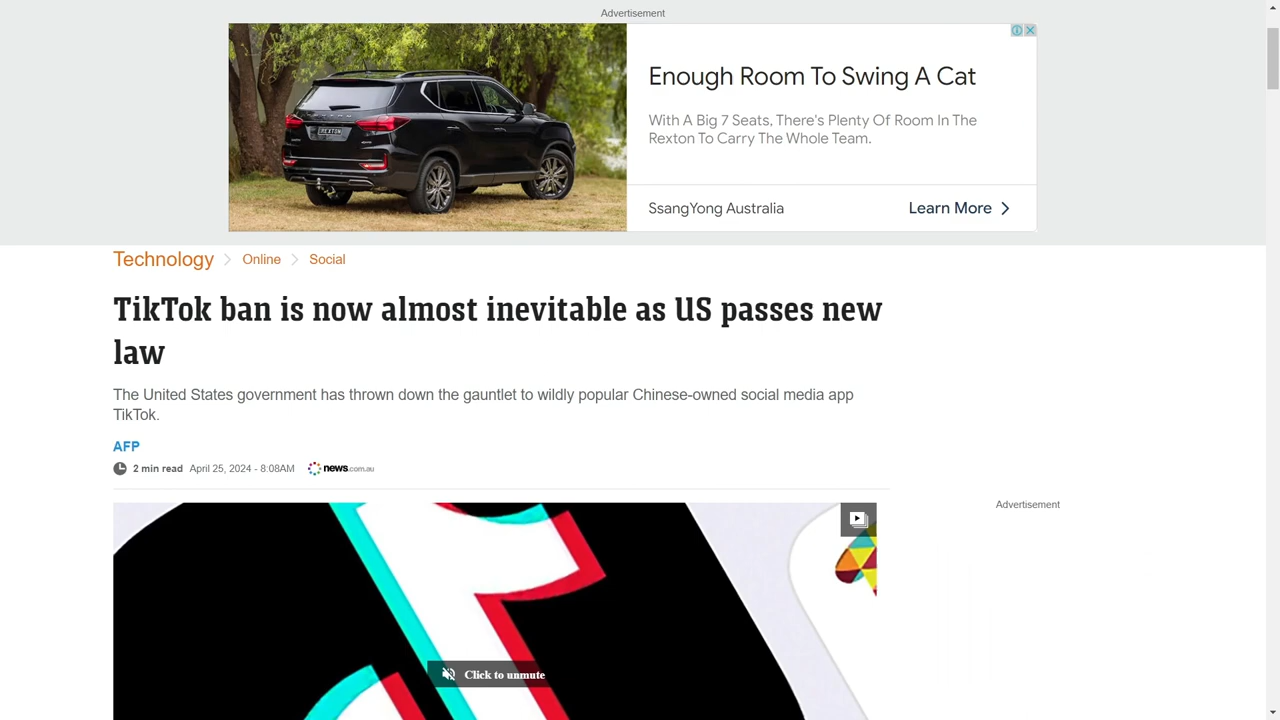 Advertisement
Enough Room To Swing A Cat
With A Big 7 Seats, There's Plenty Of Room In The
Rexton To Carry The Whole Team.
REXTON
SsangYong Australia
Learn More
Technology
Online
Social
TikTok ban is now almost inevitable as US passes new
law
The United States government has thrown down the gauntlet to wildly popular Chinese-owned social media app
TikTok.
AFP
2 min read April 25, 2024 - 8:08AM news.com.au
Advertisement
Click to unmute